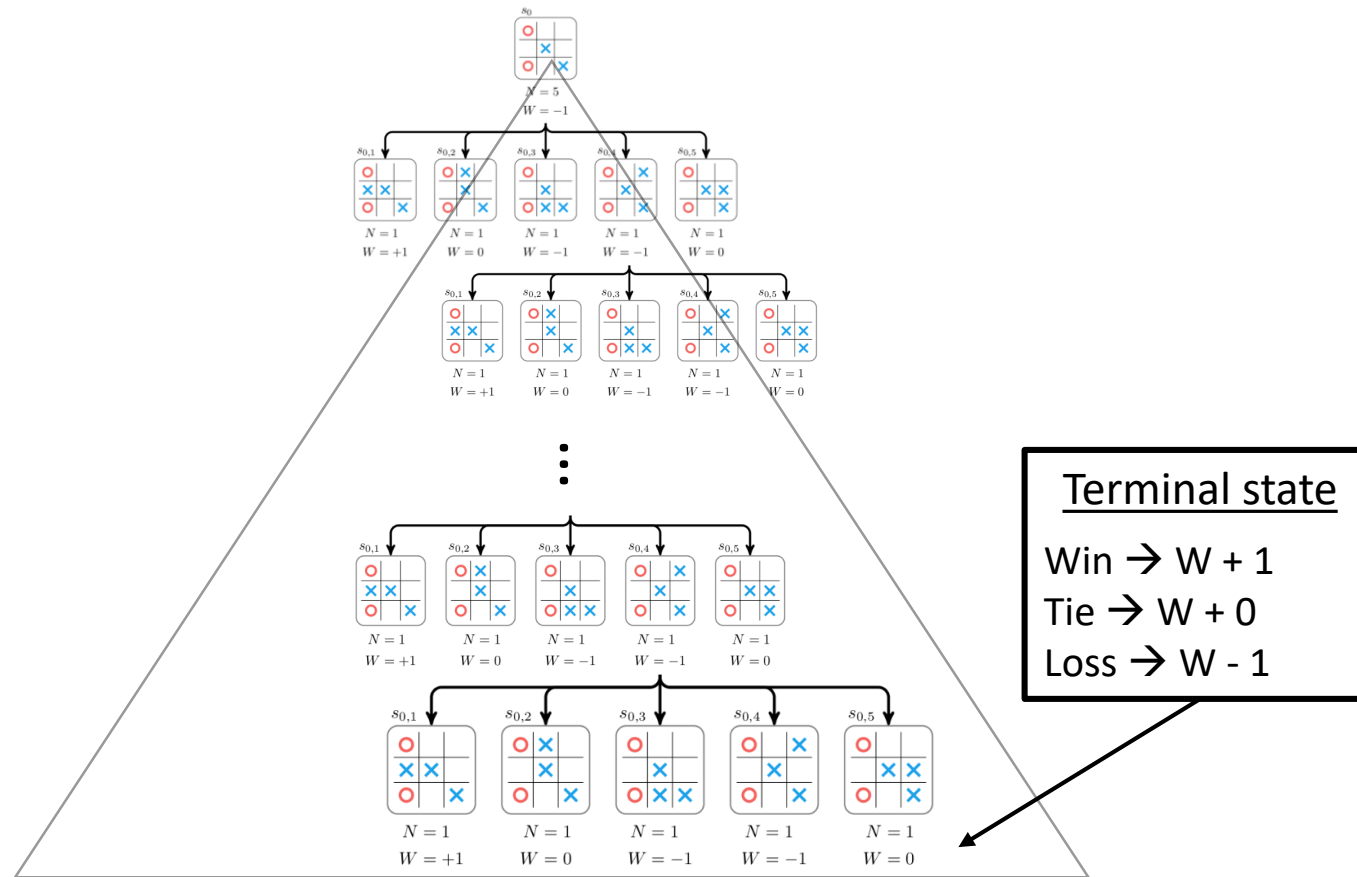 s₀
N = 5
W = −1
s₀,₁ s₀,₂ s₀,₃ s₀,₄ s₀,₅
N = 1 N = 1 N = 1 N = 1 N = 1
W = +1 W = 0 W = −1 W = −1 W = 0
s₀,₁ s₀,₂ s₀,₃ s₀,₄ s₀,₅
N = 1 N = 1 N = 1 N = 1 N = 1
W = +1 W = 0 W = −1 W = −1 W = 0
⋮
s₀,₁ s₀,₂ s₀,₃ s₀,₄ s₀,₅
N = 1 N = 1 N = 1 N = 1 N = 1
W = +1 W = 0 W = −1 W = −1 W = 0
s₀,₁ s₀,₂ s₀,₃ s₀,₄ s₀,₅
N = 1 N = 1 N = 1 N = 1 N = 1
W = +1 W = 0 W = −1 W = −1 W = 0
Terminal state
Win → W + 1
Tie → W + 0
Loss → W - 1